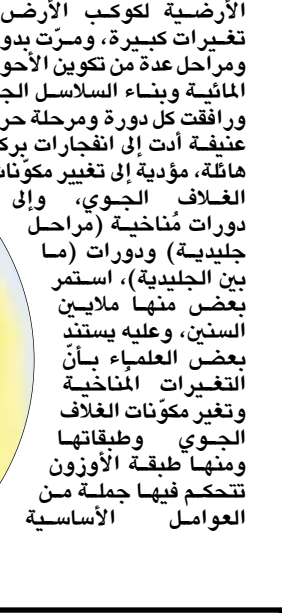 الأرضية لكوكب الأرض
تغيرات كبيرة، ومرّت بدو
ومراحل عدة من تكوين الأحو
المائية وبناء السلاسل الج
ورافقت كل دورة ومرحلة حر
عنيفة أدت إلى انفجارات برك
هائلة، مؤدية إلى تغيير مكوّنات
الغلاف الجوي، وإلى
دورات مُناخية (مراحل
جليدية) ودورات (ما
بين الجليدية)، استمر
بعض منها ملايين
السنين، وعليه يستند
بعض العلماء بأنّ
التغيرات المُناخية
وتغير مكوّنات الغلاف
الجوي وطبقاتها
ومنها طبقة الأوزون
تتحكم فيها جملة من
العوامل الأساسية